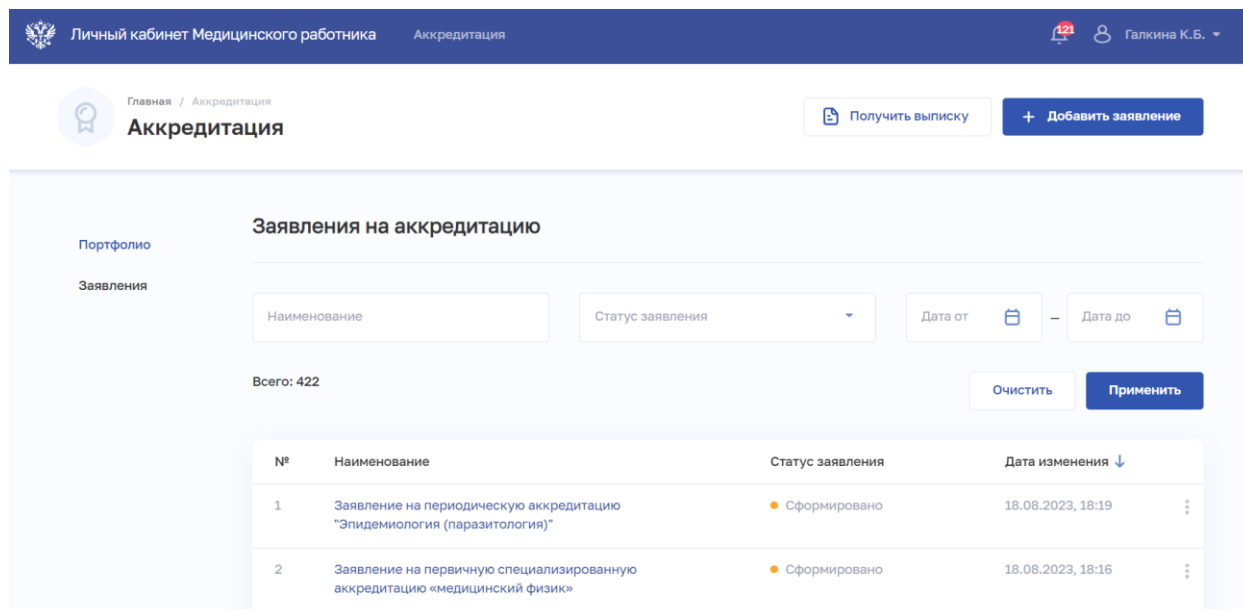 Личный кабинет Медицинского работника Аккредитация 121 Галкина К.Б.
Главная / Аккредитация
Аккредитация
Получить выписку + Добавить заявление
Портфолио
Заявления
Заявления на аккредитацию
Наименование Статус заявления Дата от – Дата до
Всего: 422
Очистить Применить
№ Наименование Статус заявления Дата изменения ↓
1 Заявление на периодическую аккредитацию Сформировано 18.08.2023, 18:19
"Эпидемиология (паразитология)"
2 Заявление на первичную специализированную Сформировано 18.08.2023, 18:16
аккредитацию «медицинский физик»